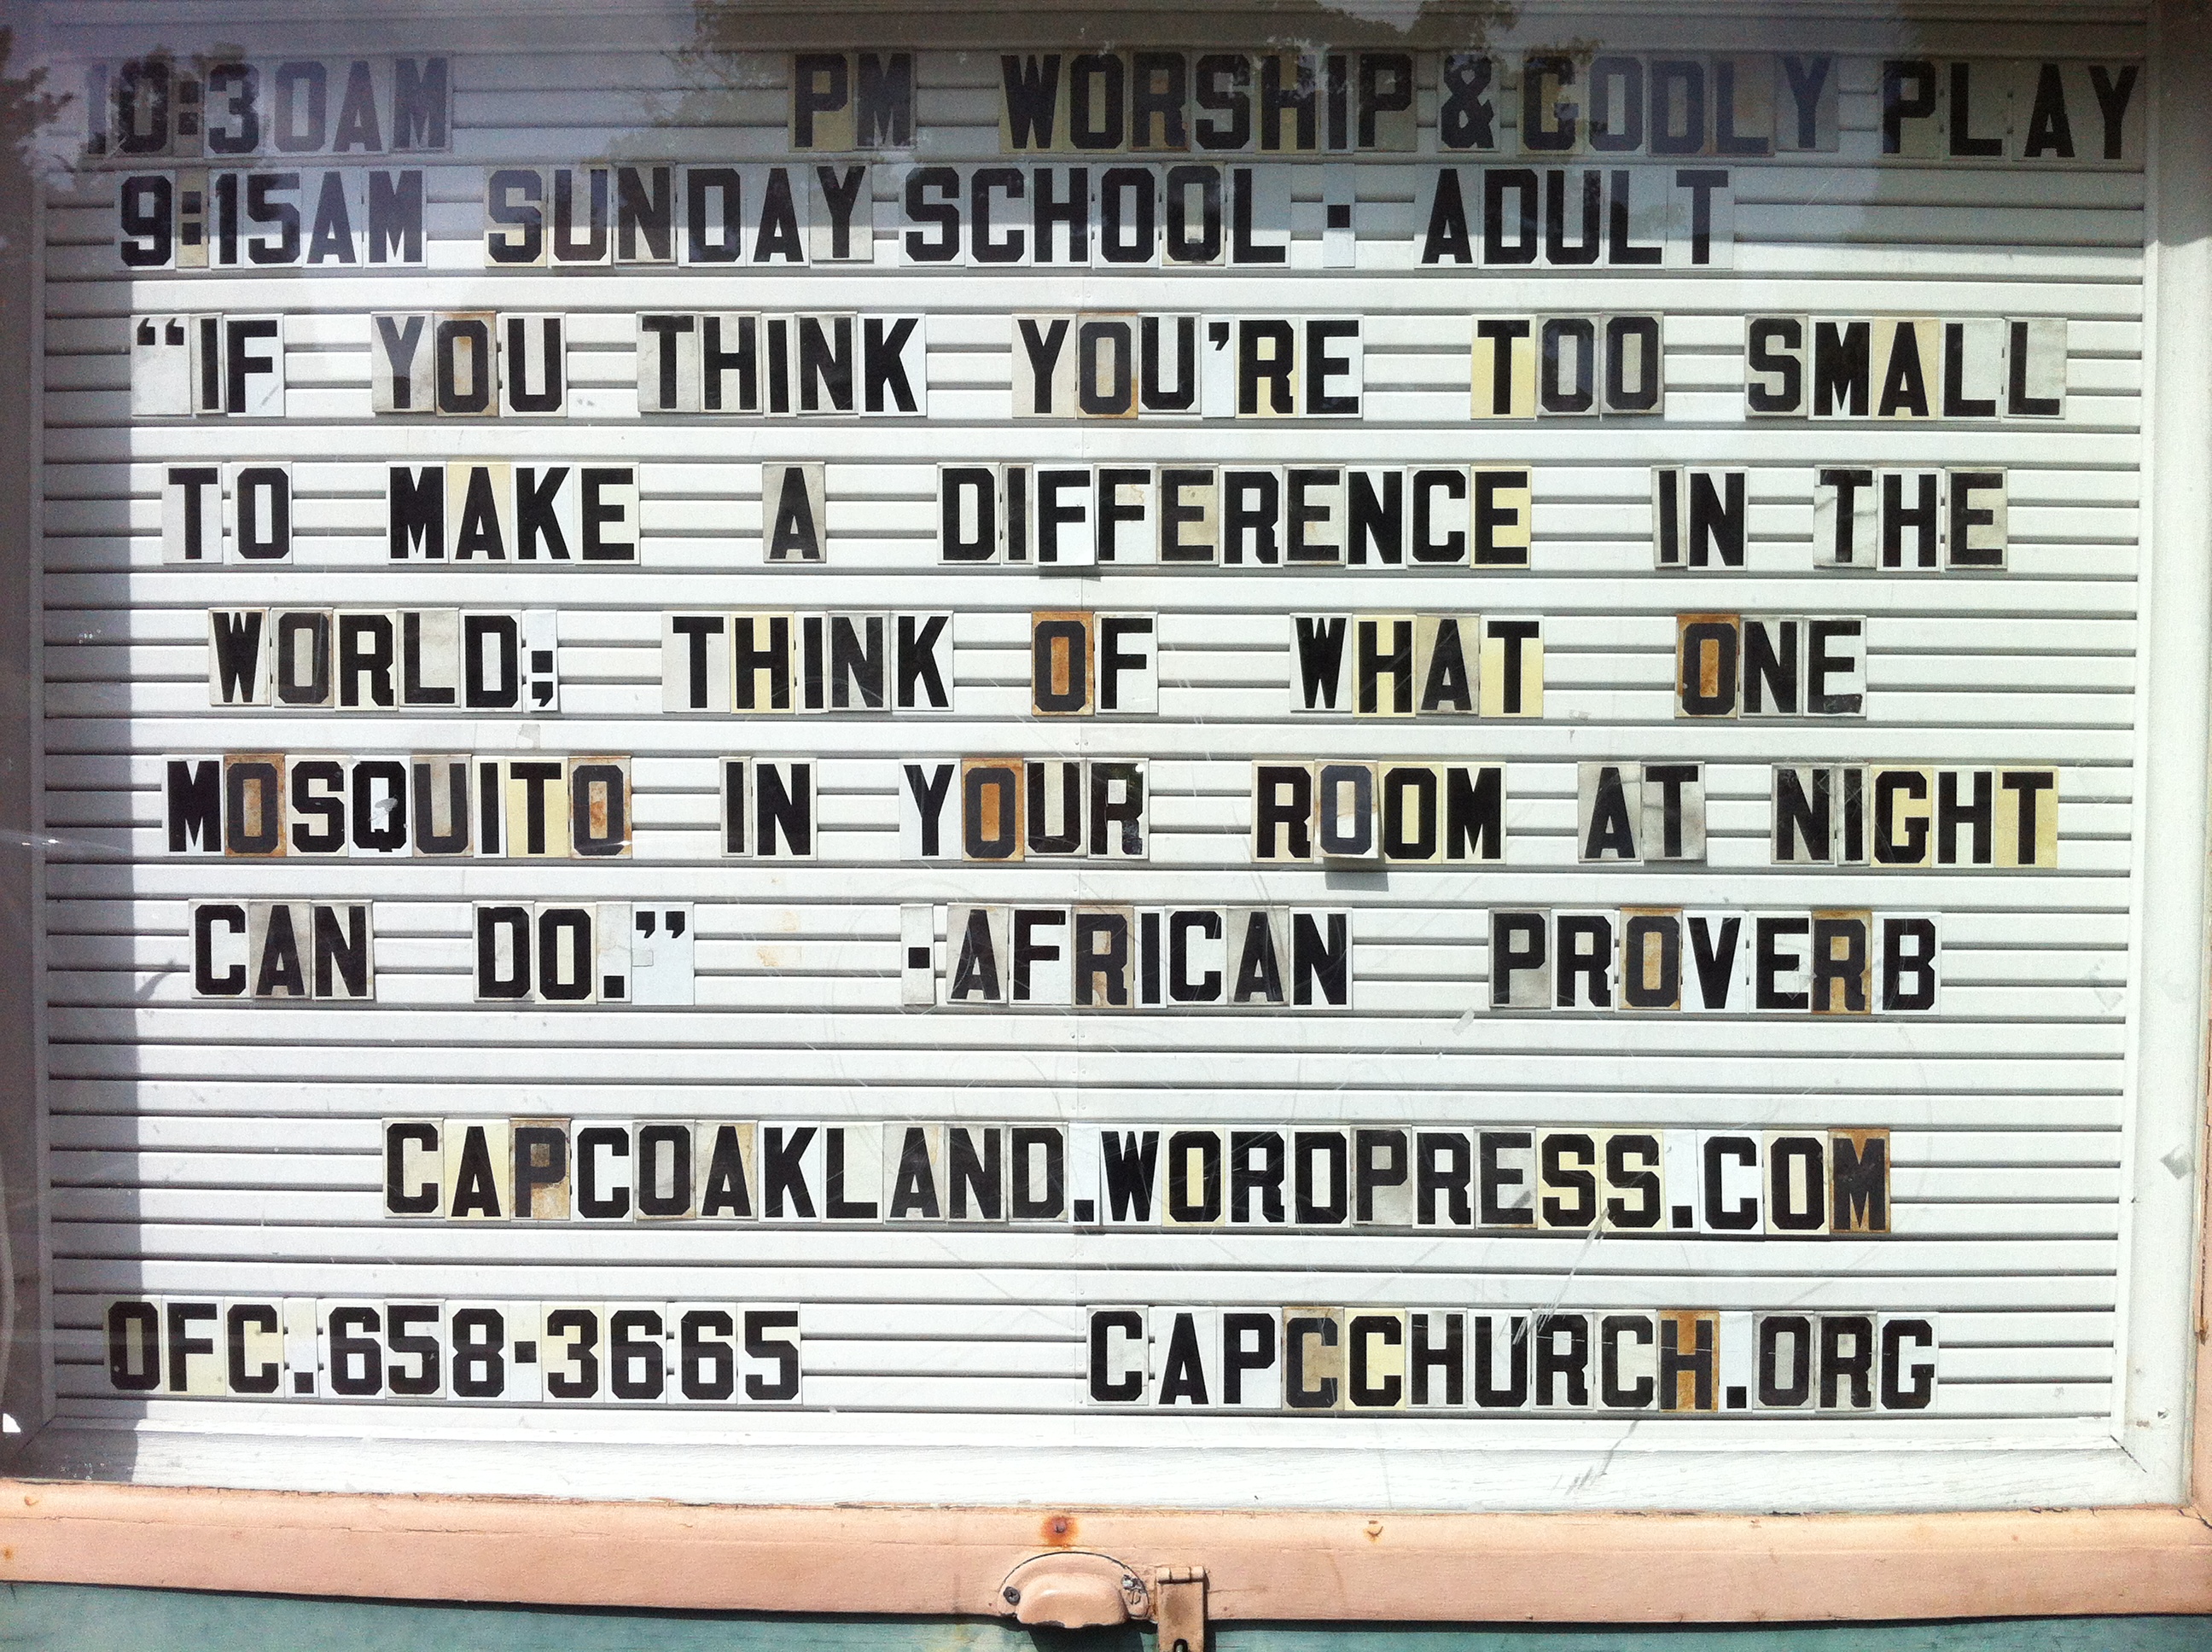 10:30AM PM WORSHIP & GODLY PLAY
9:15AM SUNDAY SCHOOL - ADULT
“IF YOU THINK YOU'RE TOO SMALL
TO MAKE A DIFFERENCE IN THE
WORLD; THINK OF WHAT ONE
MOSQUITO IN YOUR ROOM AT NIGHT
CAN DO.” -AFRICAN PROVERB
CAPCOAKLAND.WORDPRESS.COM
OFC.658-3665 CAPCCHURCH.ORG